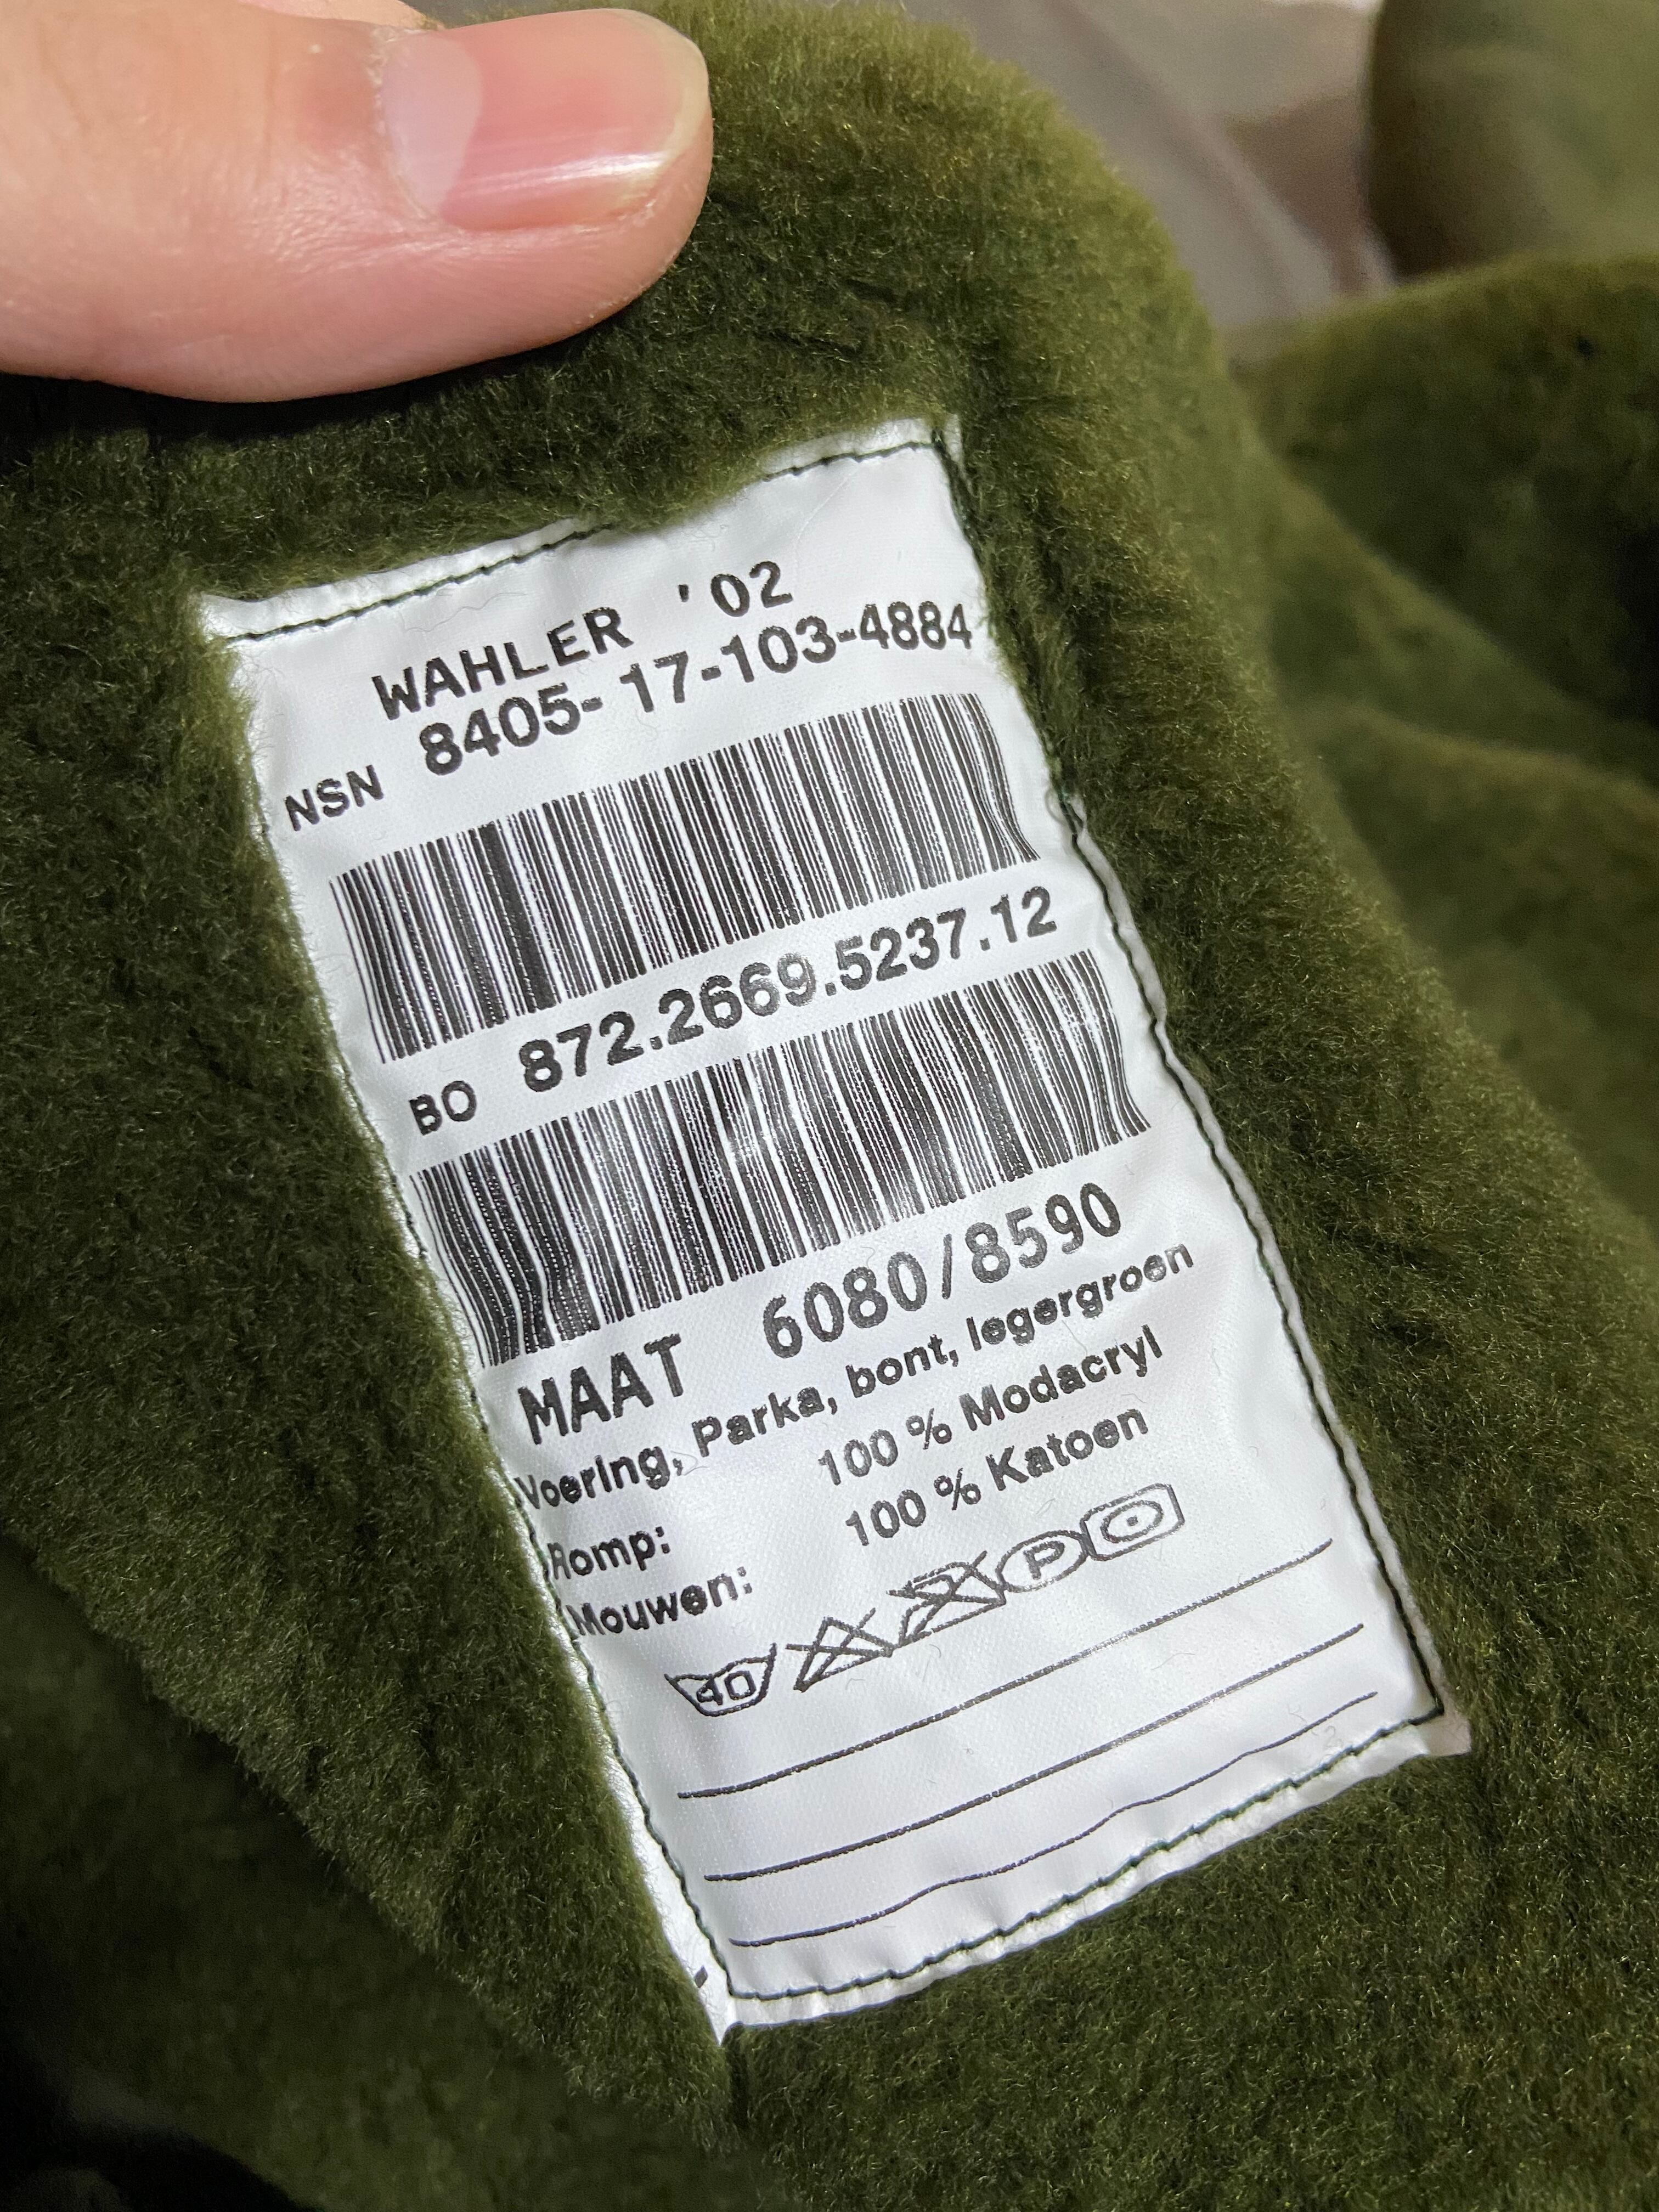 WAHLER '02
NSN 8405-17-103-4884
BO 872.2669.5237.12
MAAT 6080/8590
Voering, Parka, bont, legergroen
Romp: 100 % Modacryl
Mouwen: 100 % Katoen
40 P